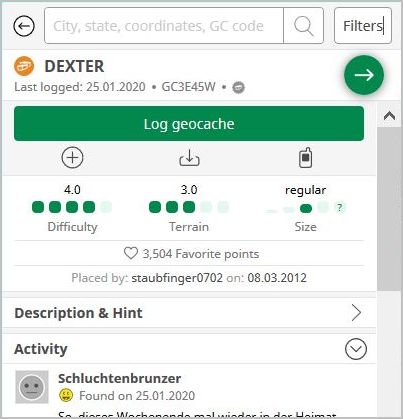 City, state, coordinates, GC code
Filters
DEXTER
Last logged: 25.01.2020 • GC3E45W •
Log geocache
4.0 3.0 regular
?
Difficulty Terrain Size
3,504 Favorite points
Placed by: staubfinger0702 on: 08.03.2012
Description & Hint
Activity
Schluchtenbrunzer
Found on 25.01.2020
So, dieses Wochenende mal wieder in der Heimat